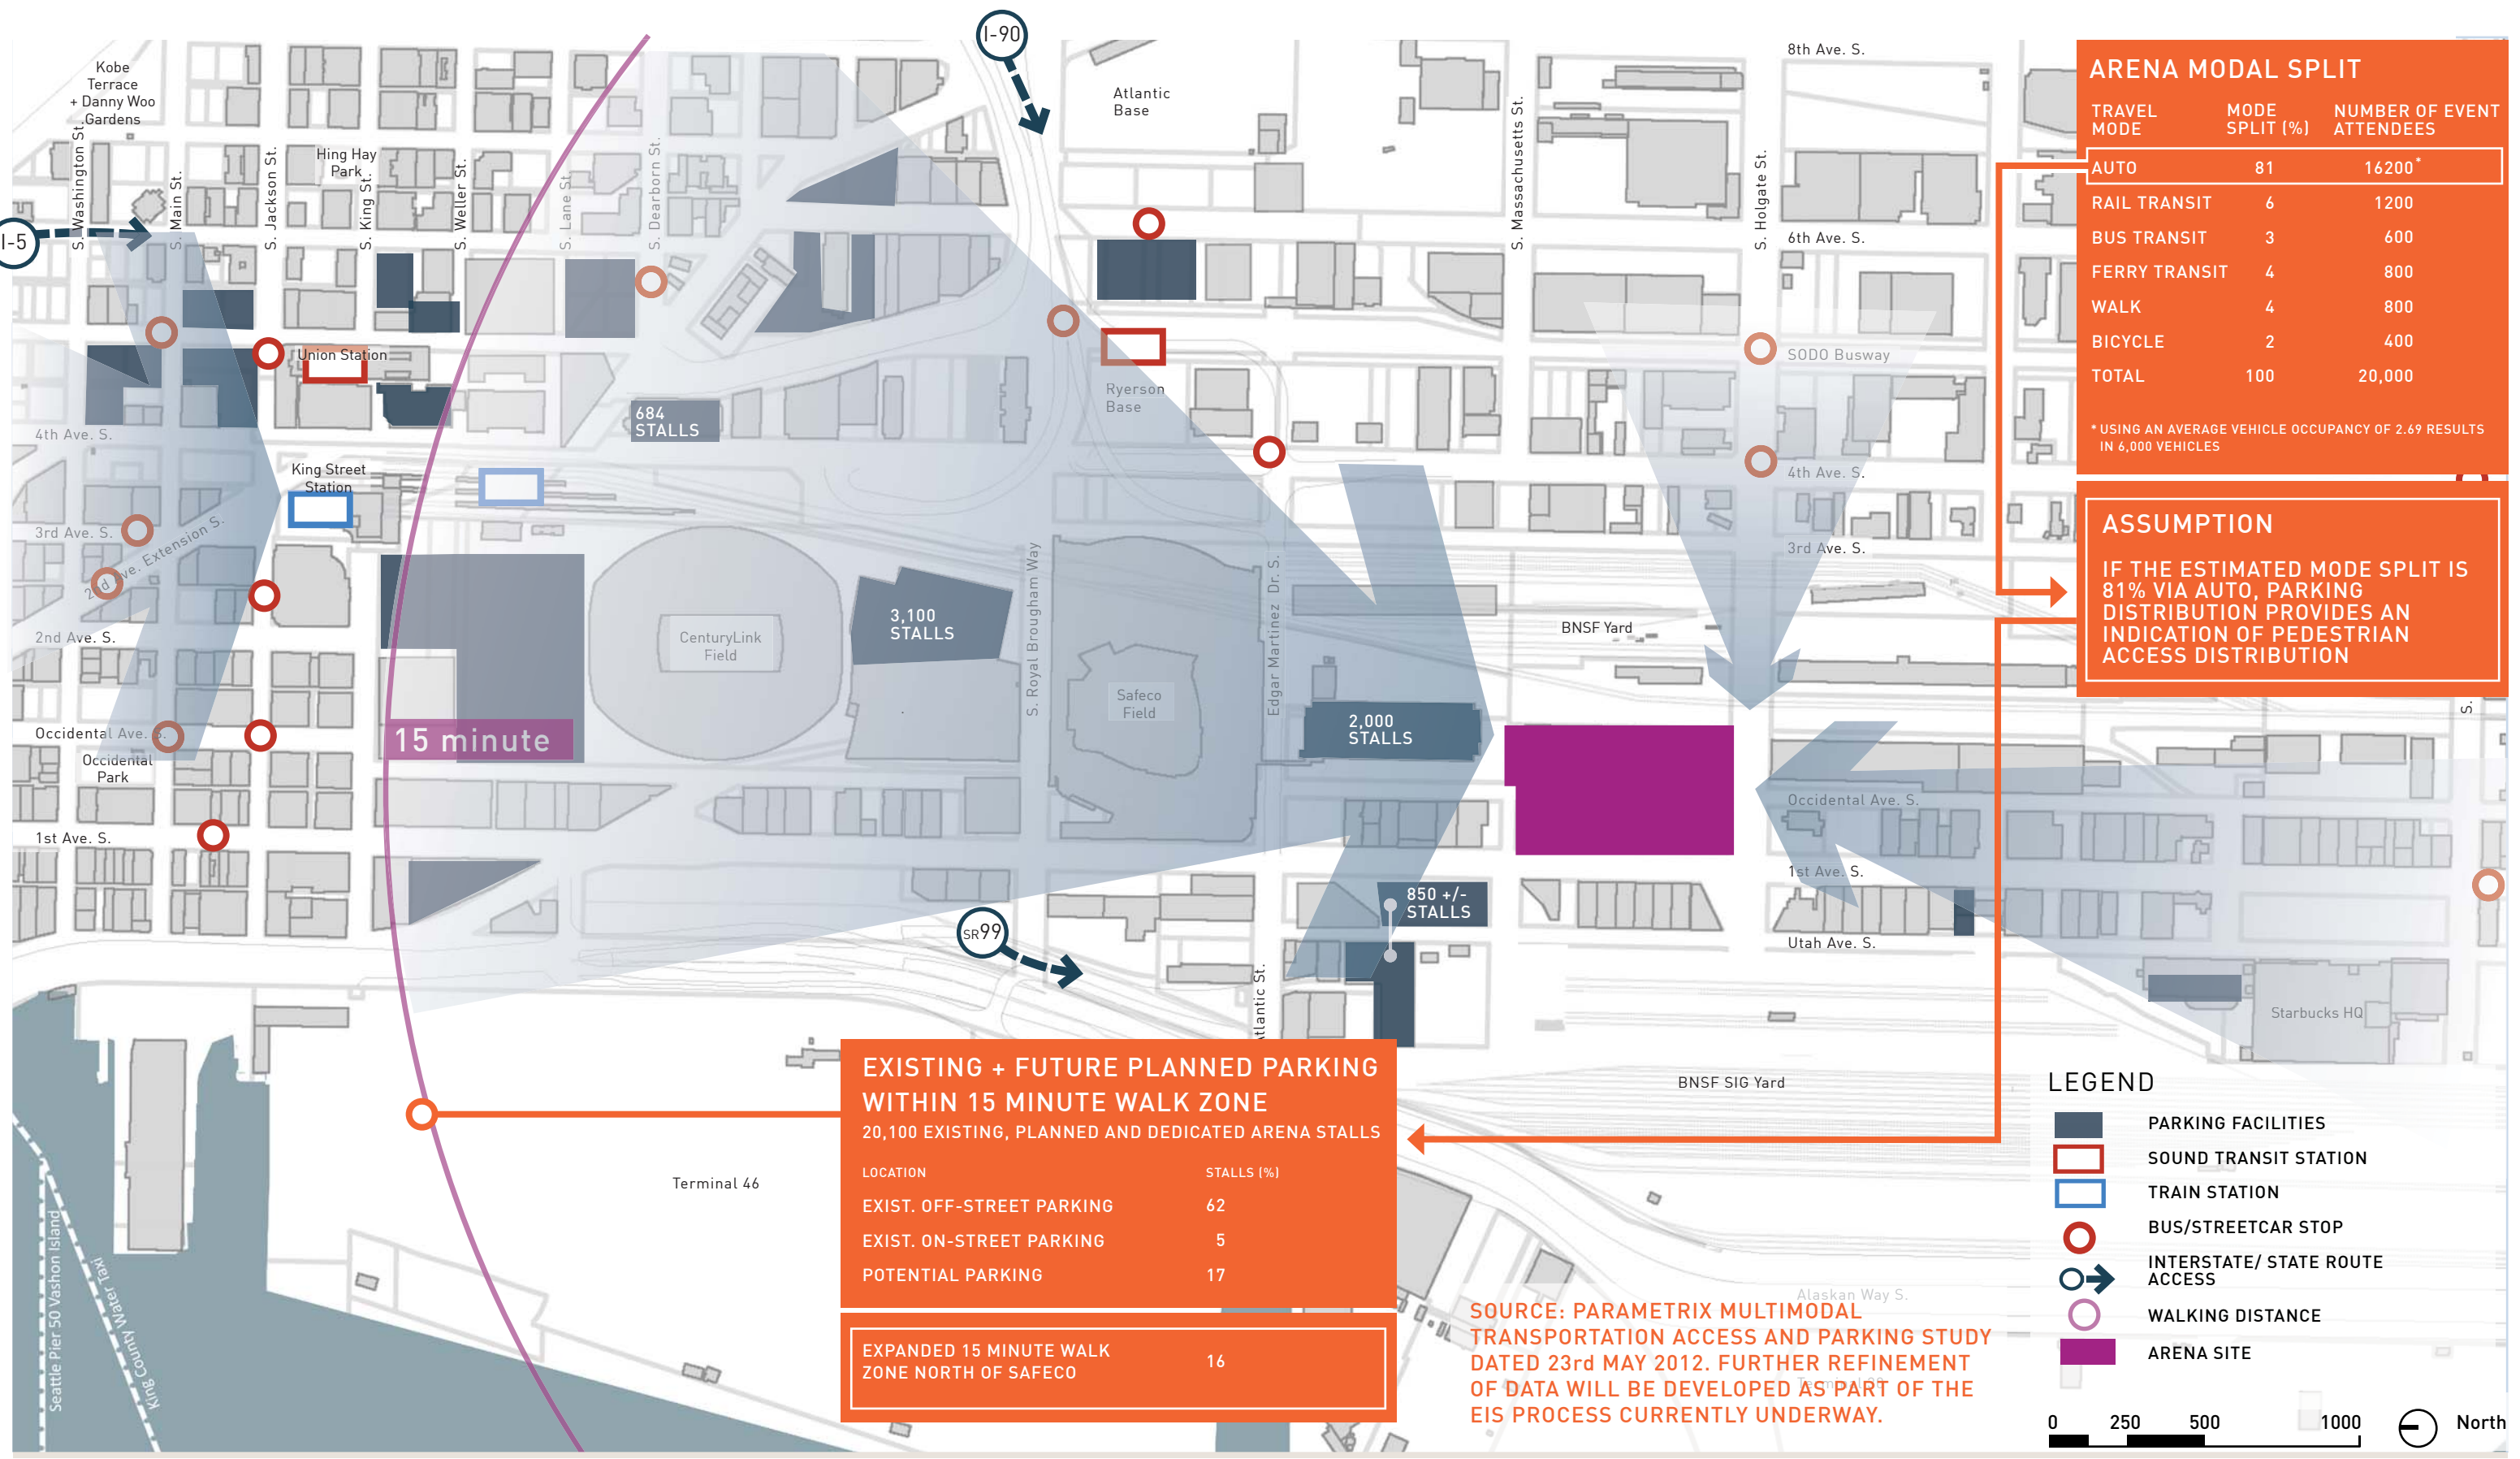 I-90
8th Ave. S.
Kobe
Terrace
+ Danny Woo
Gardens
Atlantic
Base
S. Washington St.
S. Main St.
S. Jackson St.
Hing Hay
Park
S. King St.
S. Weller St.
S. Lane St.
S. Dearborn St.
S. Massachusetts St.
S. Holgate St.
I-5
6th Ave. S.
Union Station
SODO Busway
Ryerson
Base
684
STALLS
4th Ave. S.
4th Ave. S.
King Street
Station
3rd Ave. S.
2nd Ave. Extension S.
3rd Ave. S.
2nd Ave. S.
CenturyLink
Field
3,100
STALLS
S. Royal Brougham Way
Safeco
Field
Edgar Martinez Dr. S.
BNSF Yard
2,000
STALLS
S.
Occidental Ave. S.
15 minute
Occidental
Park
Occidental Ave. S.
1st Ave. S.
1st Ave. S.
850 +/-
STALLS
SR99
Utah Ave. S.
Atlantic St.
Starbucks HQ
BNSF SIG Yard
Terminal 46
Seattle Pier 50 Vashon Island
King County Water Taxi
Alaskan Way S.
ARENA MODAL SPLIT
TRAVEL MODE MODE SPLIT (%) NUMBER OF EVENT ATTENDEES
AUTO 81 16200*
RAIL TRANSIT 6 1200
BUS TRANSIT 3 600
FERRY TRANSIT 4 800
WALK 4 800
BICYCLE 2 400
TOTAL 100 20,000
* USING AN AVERAGE VEHICLE OCCUPANCY OF 2.69 RESULTS
IN 6,000 VEHICLES
ASSUMPTION
IF THE ESTIMATED MODE SPLIT IS
81% VIA AUTO, PARKING
DISTRIBUTION PROVIDES AN
INDICATION OF PEDESTRIAN
ACCESS DISTRIBUTION
EXISTING + FUTURE PLANNED PARKING
WITHIN 15 MINUTE WALK ZONE
20,100 EXISTING, PLANNED AND DEDICATED ARENA STALLS
LOCATION STALLS (%)
EXIST. OFF-STREET PARKING 62
EXIST. ON-STREET PARKING 5
POTENTIAL PARKING 17
EXPANDED 15 MINUTE WALK
ZONE NORTH OF SAFECO 16
SOURCE: PARAMETRIX MULTIMODAL
TRANSPORTATION ACCESS AND PARKING STUDY
DATED 23rd MAY 2012. FURTHER REFINEMENT
OF DATA WILL BE DEVELOPED AS PART OF THE
EIS PROCESS CURRENTLY UNDERWAY.
LEGEND
PARKING FACILITIES
SOUND TRANSIT STATION
TRAIN STATION
BUS/STREETCAR STOP
INTERSTATE/ STATE ROUTE
ACCESS
WALKING DISTANCE
ARENA SITE
0 250 500 1000
North